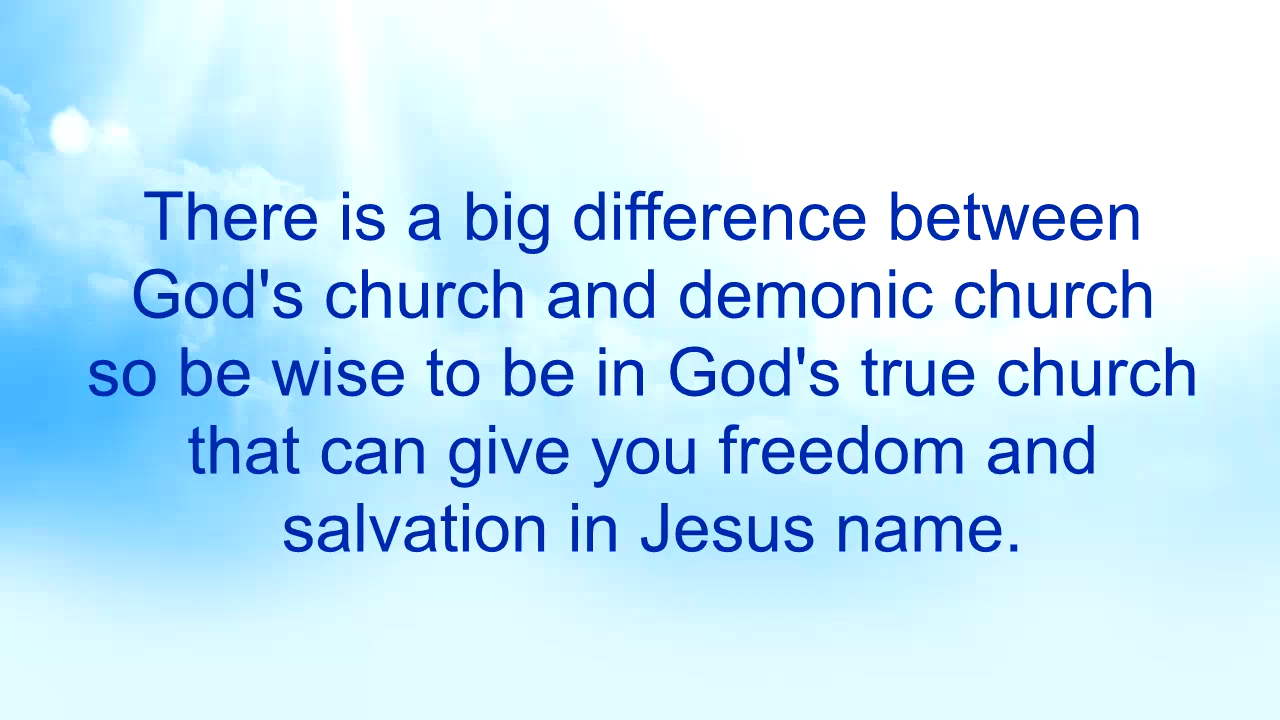 There is a big difference between
God's church and demonic church
so be wise to be in God's true church
that can give you freedom and
salvation in Jesus name.